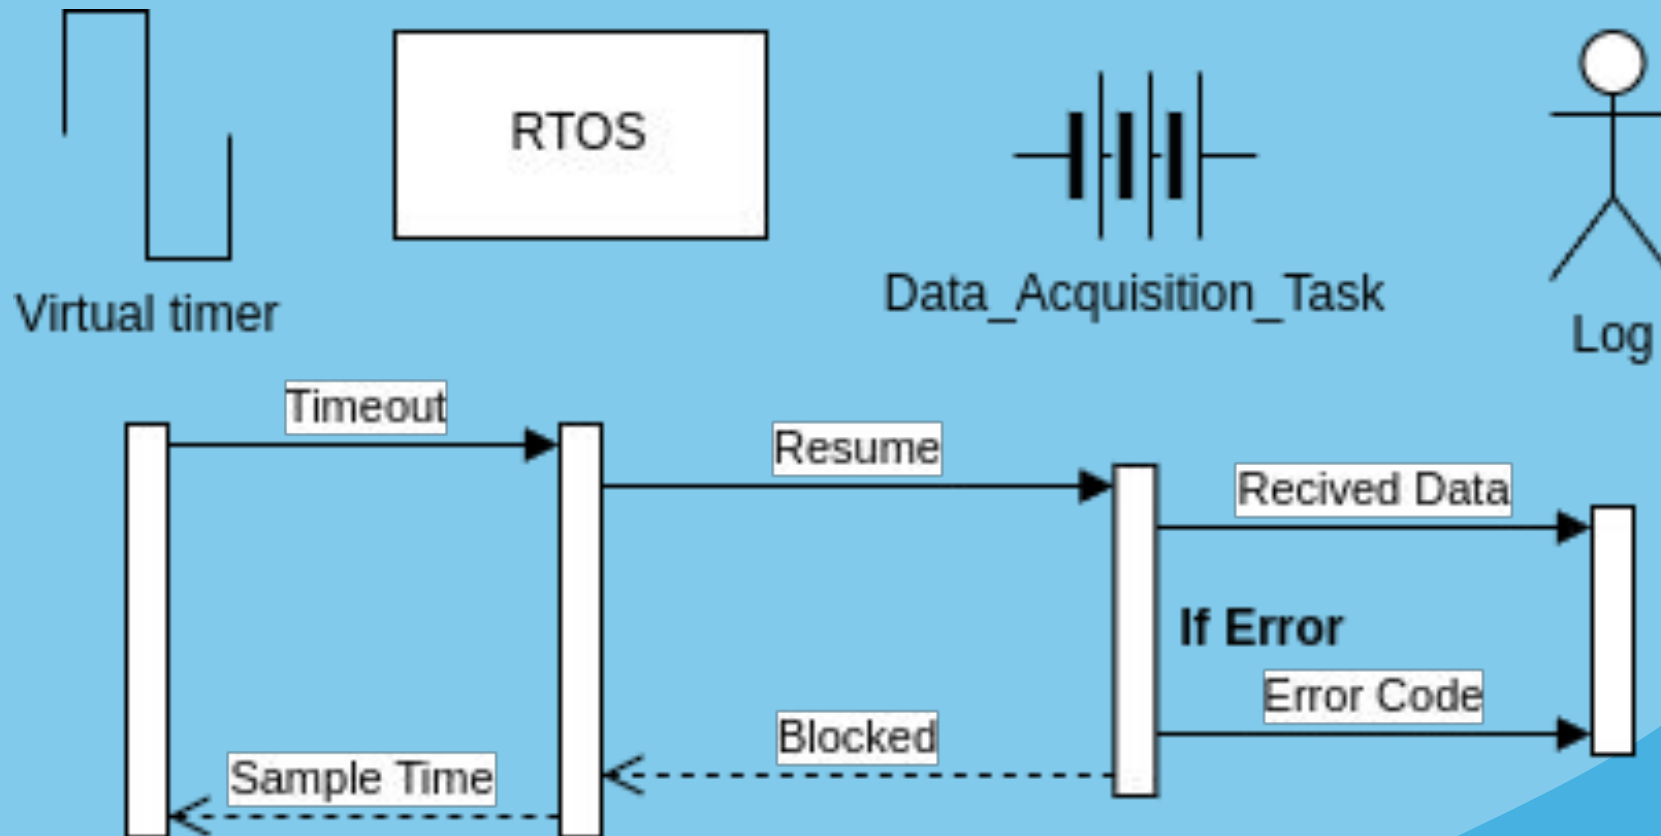 RTOS
Data_Acquisition_Task
Virtual timer
Log
Timeout
Resume
Recived Data
If Error
Error Code
Blocked
Sample Time